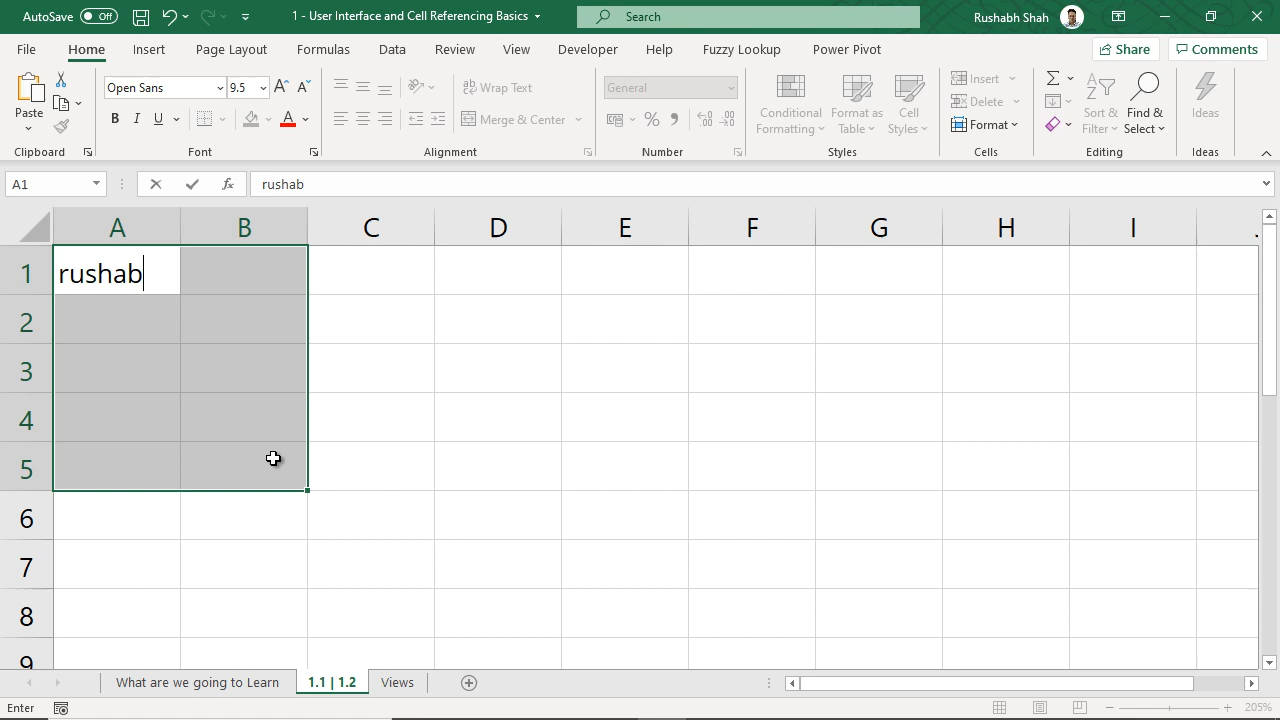 AutoSave Off
1 - User Interface and Cell Referencing Basics
Search
Rushabh Shah
File Home Insert Page Layout Formulas Data Review View Developer Help Fuzzy Lookup Power Pivot
Share
Comments
Paste
Clipboard
Open Sans 9.5
A A
B I U A
Font
ab Wrap Text
Merge & Center
Alignment
General
%
Number
Conditional Formatting
Format as Table
Cell Styles
Styles
Insert
Delete
Format
Cells
Sort & Filter
Find & Select
Editing
Ideas
Ideas
A1
fx
rushab
A B C D E F G H I
1 rushab
2
3
4
5
6
7
8
9
What are we going to Learn
1.1 | 1.2
Views
Enter
205%